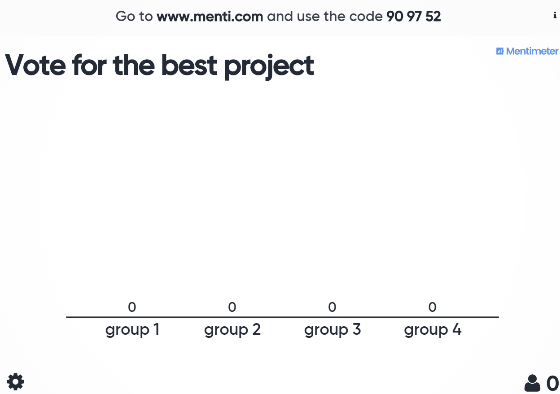 Go to www.menti.com and use the code 90 97 52
i
Mentimeter
Vote for the best project
0 0 0 0
group 1 group 2 group 3 group 4
0